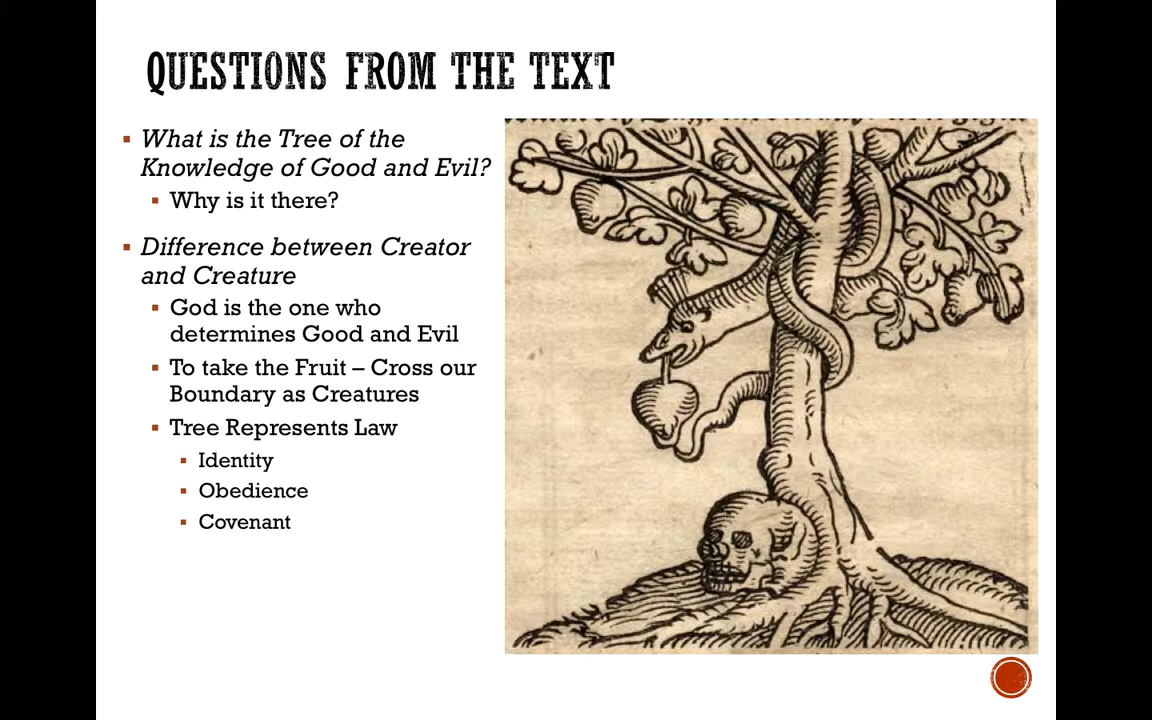 QUESTIONS FROM THE TEXT
What is the Tree of the
Knowledge of Good and Evil?
Why is it there?
Difference between Creator
and Creature
God is the one who
determines Good and Evil
To take the Fruit – Cross our
Boundary as Creatures
Tree Represents Law
Identity
Obedience
Covenant